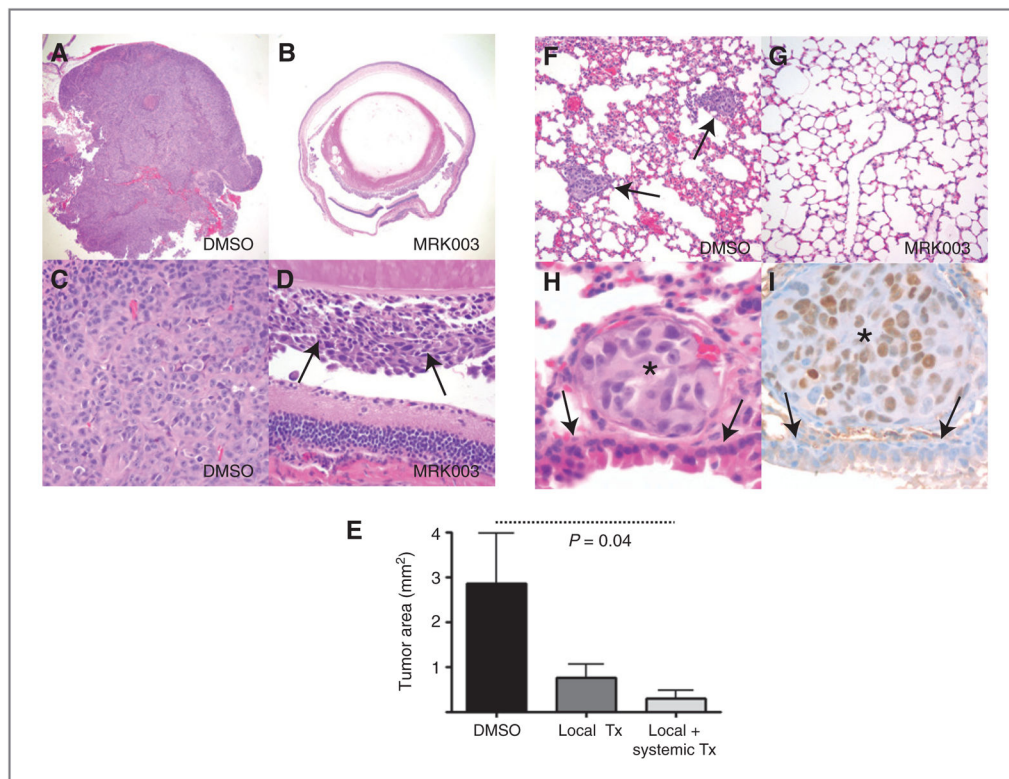 A
B
DMSO
MRK003
C
D
DMSO
MRK003
F
G
DMSO
MRK003
H
I
*
*
E
P = 0.04
Tumor area (mm²)
4
3
2
1
DMSO
Local Tx
Local +
systemic Tx